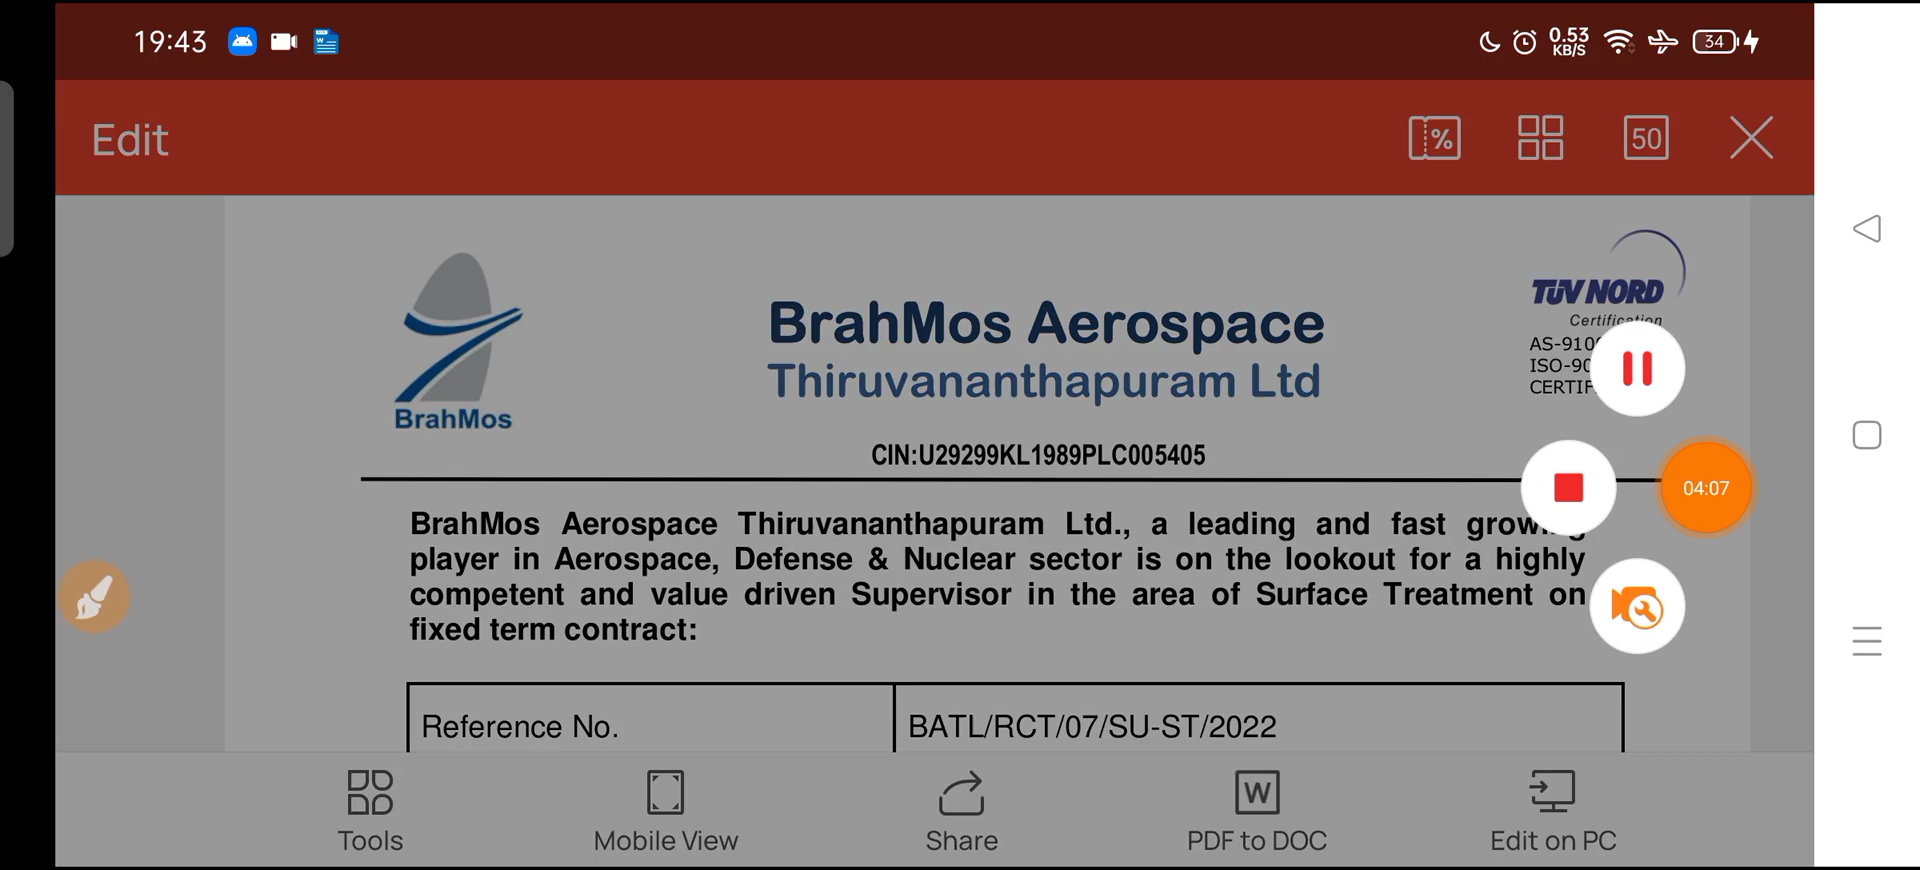 19:43
0.53
KB/S
34
Edit
%
50
TÜV NORD
Certification
BrahMos Aerospace
Thiruvananthapuram Ltd
BrahMos
CIN:U29299KL1989PLC005405
BrahMos Aerospace Thiruvananthapuram Ltd., a leading and fast
player in Aerospace, Defense & Nuclear sector is on the lookout for a highly
competent and value driven Supervisor in the area of Surface Treatment on
fixed term contract:
04:07
Reference No.
BATL/RCT/07/SU-ST/2022
W
Tools
Mobile View
Share
PDF to DOC
Edit on PC